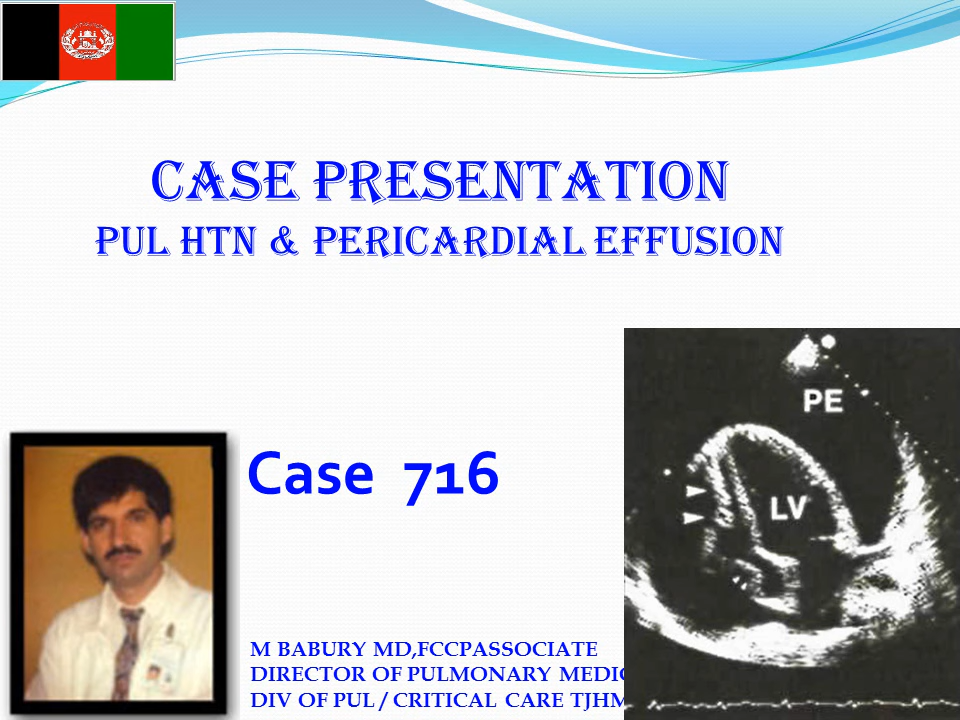 CASE PRESENTATION
PUL HTN & PERICARDIAL EFFUSION
PE
LV
Case 716
M BABURY MD,FCCPASSOCIATE
DIRECTOR OF PULMONARY MEDIC
DIV OF PUL / CRITICAL CARE TJHM